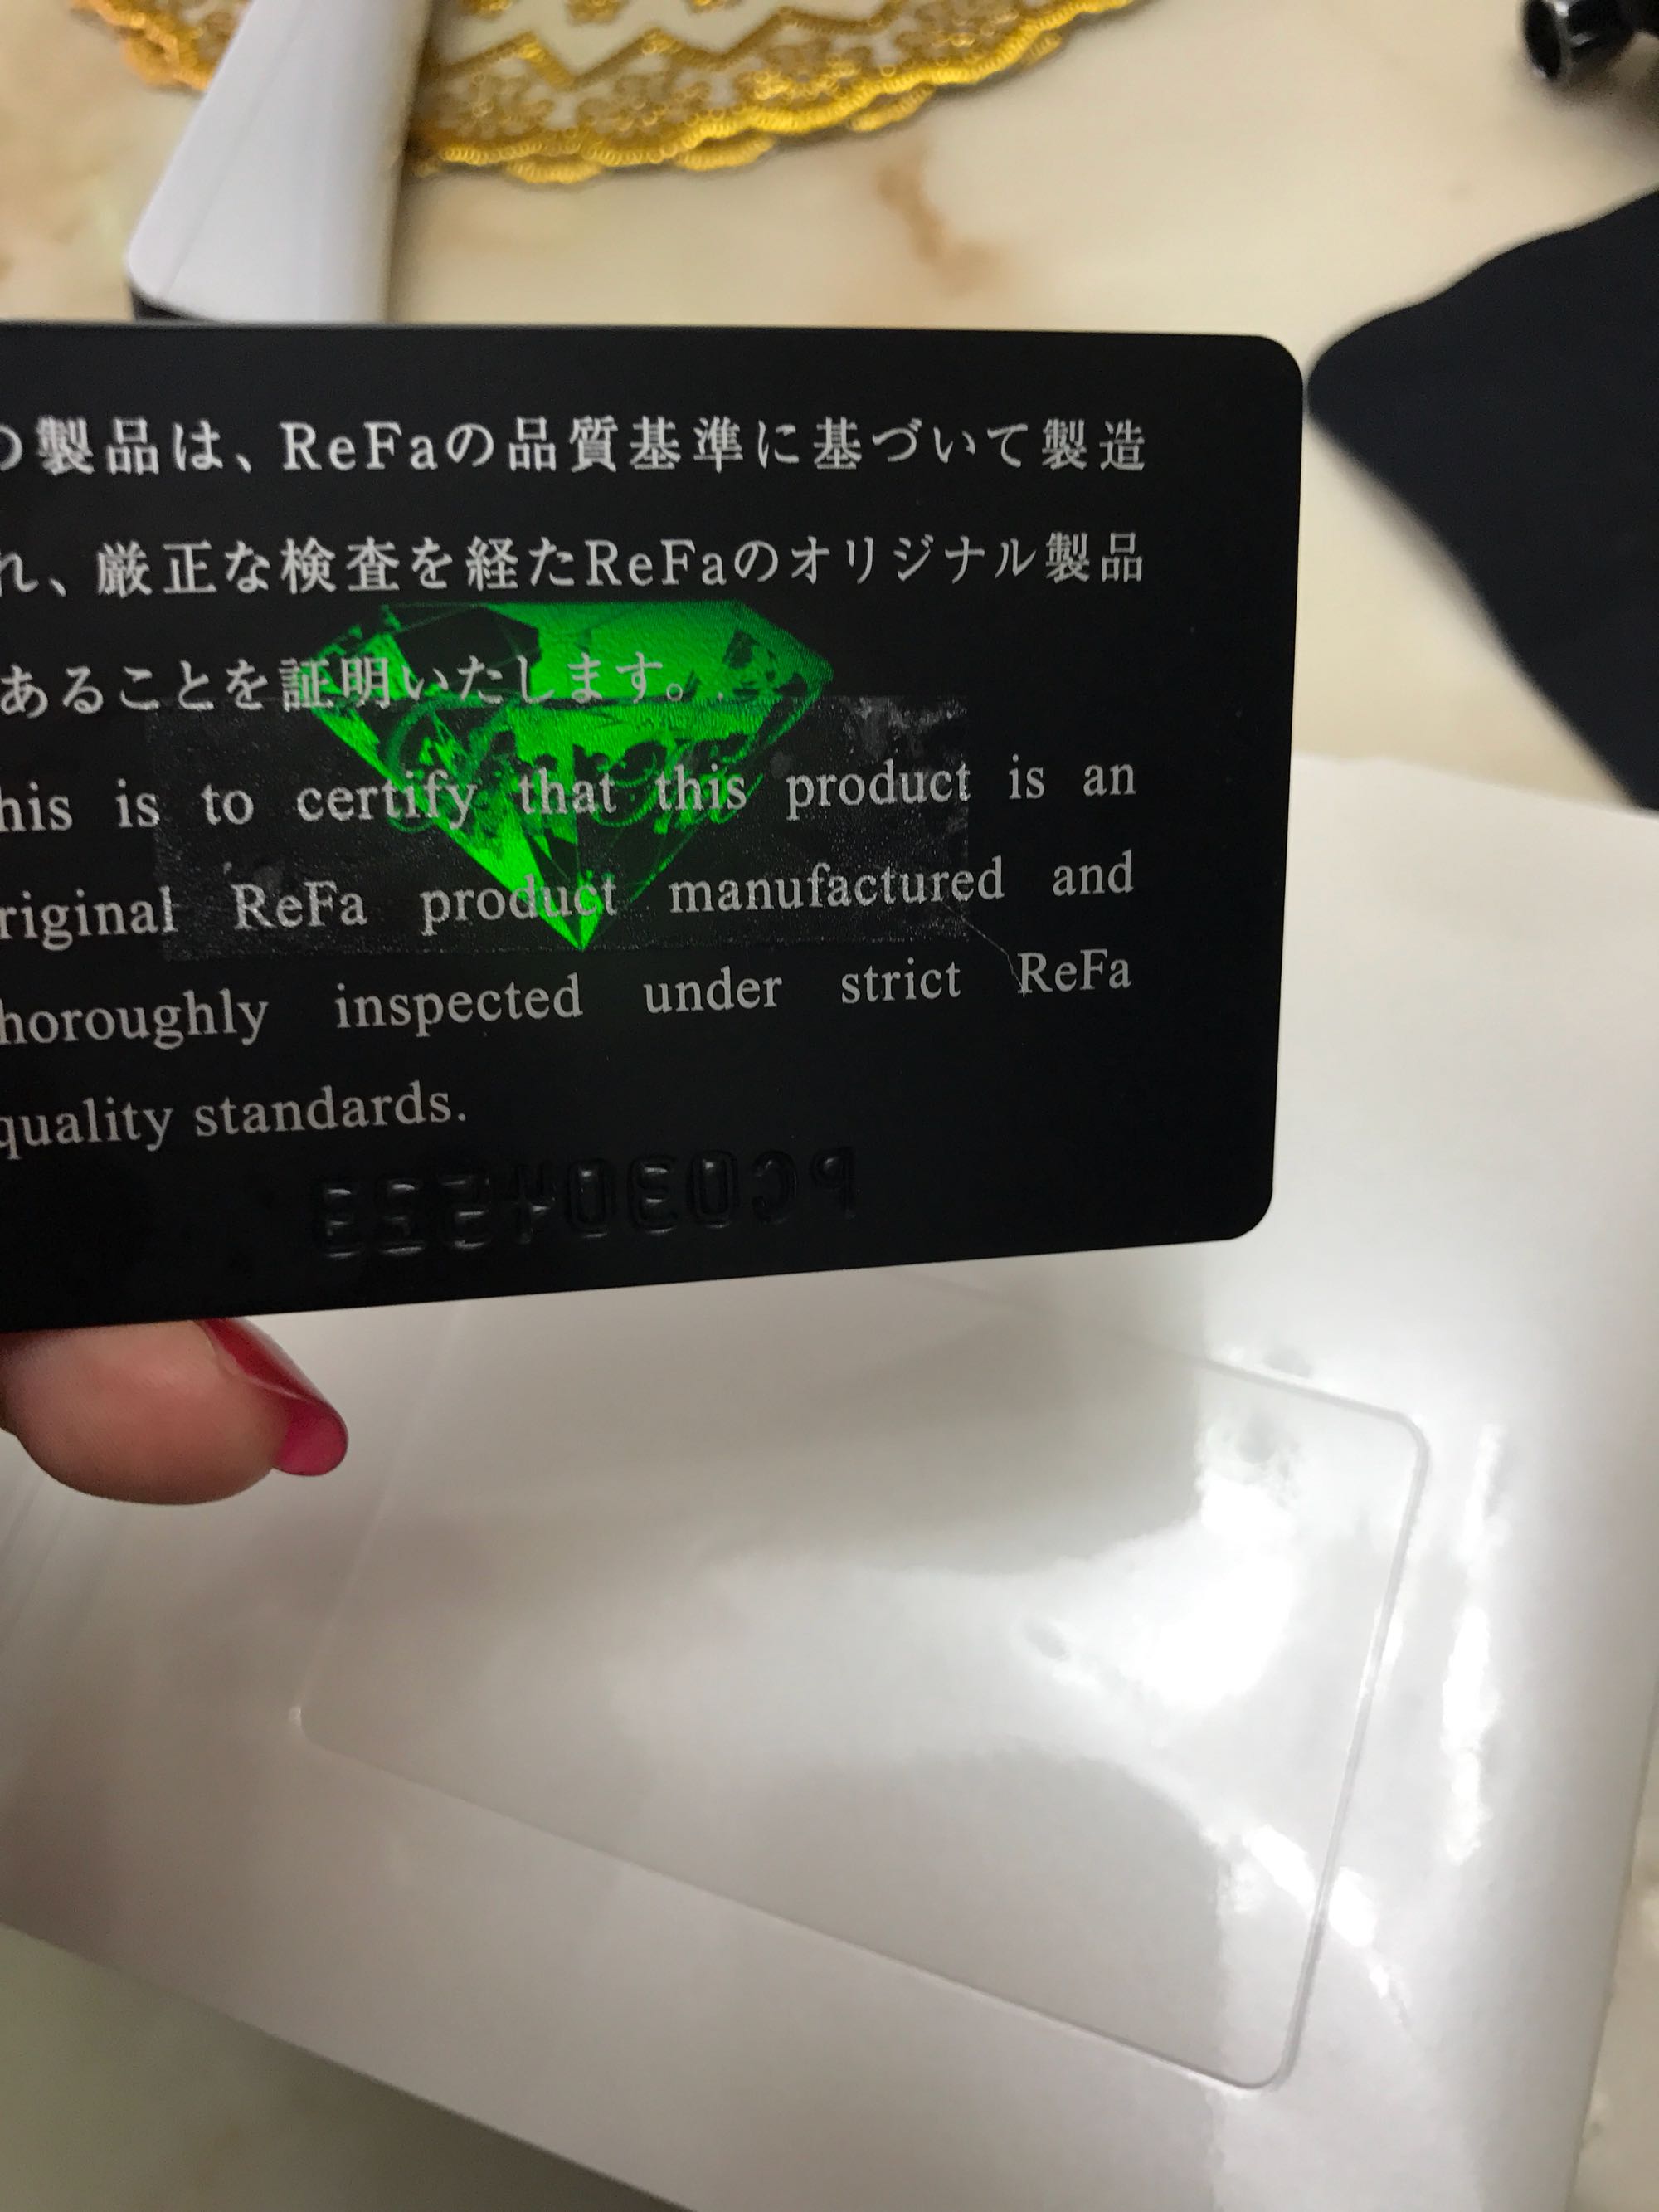 の製品は、ReFaの品質基準に基づいて製造
れ、厳正な検査を経たReFaのオリジナル製品
あることを証明いたします。
his is to certify that this product is an
riginal ReFa product manufactured and
horoughly inspected under strict ReFa
quality standards.